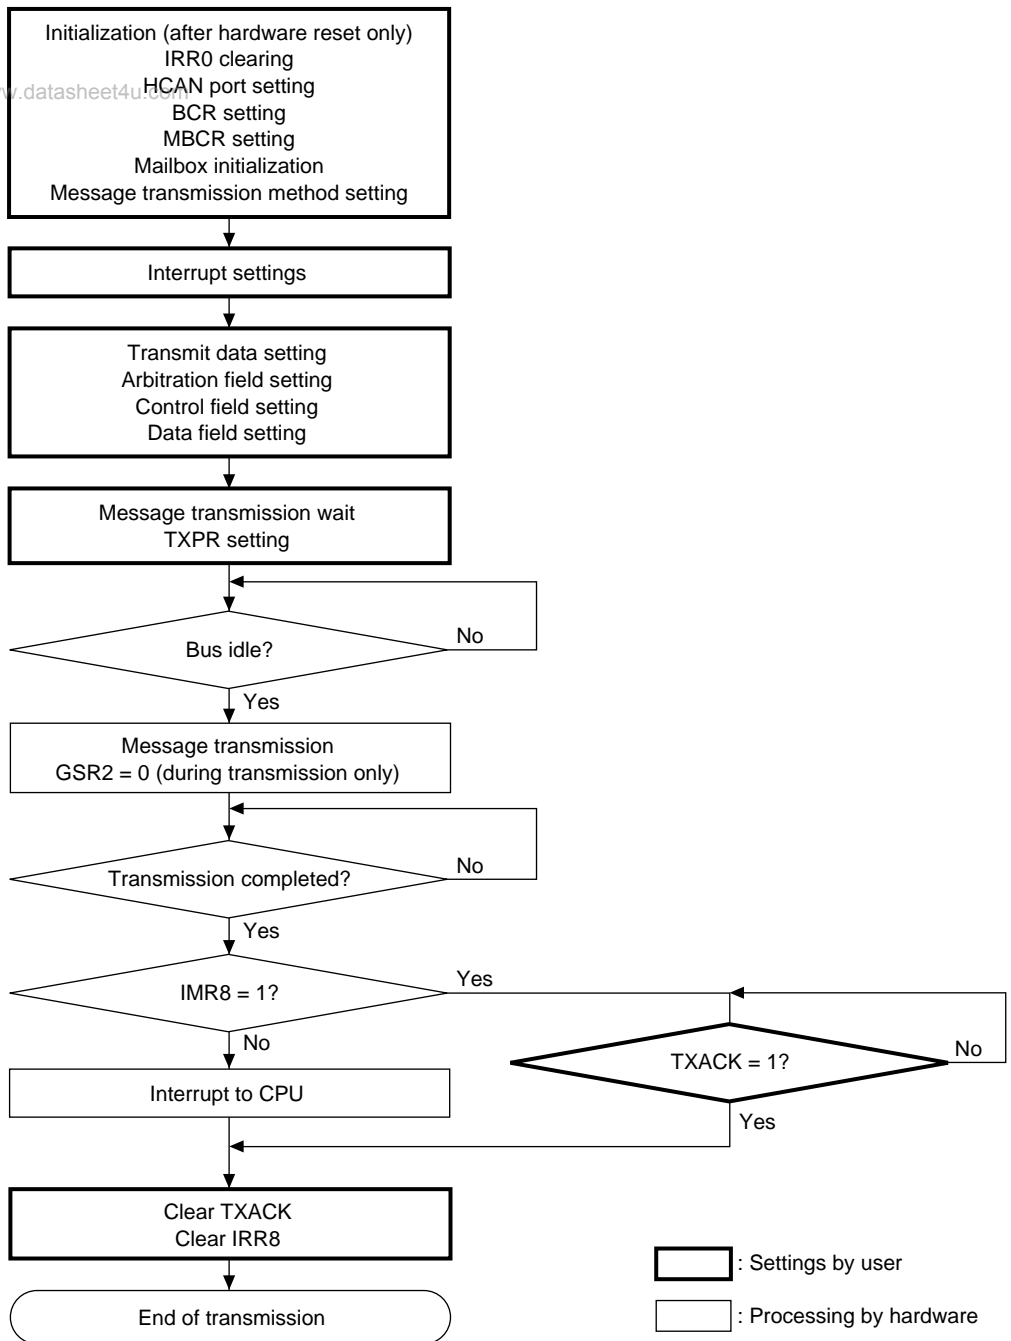 Initialization (after hardware reset only)
IRR0 clearing
w.datasheet4u.com
HCAN port setting
BCR setting
MBCR setting
Mailbox initialization
Message transmission method setting
Interrupt settings
Transmit data setting
Arbitration field setting
Control field setting
Data field setting
Message transmission wait
TXPR setting
Bus idle?
No
Yes
Message transmission
GSR2 = 0 (during transmission only)
Transmission completed?
No
Yes
IMR8 = 1?
Yes
No
TXACK = 1?
No
Yes
Interrupt to CPU
Clear TXACK
Clear IRR8
End of transmission
: Settings by user
: Processing by hardware